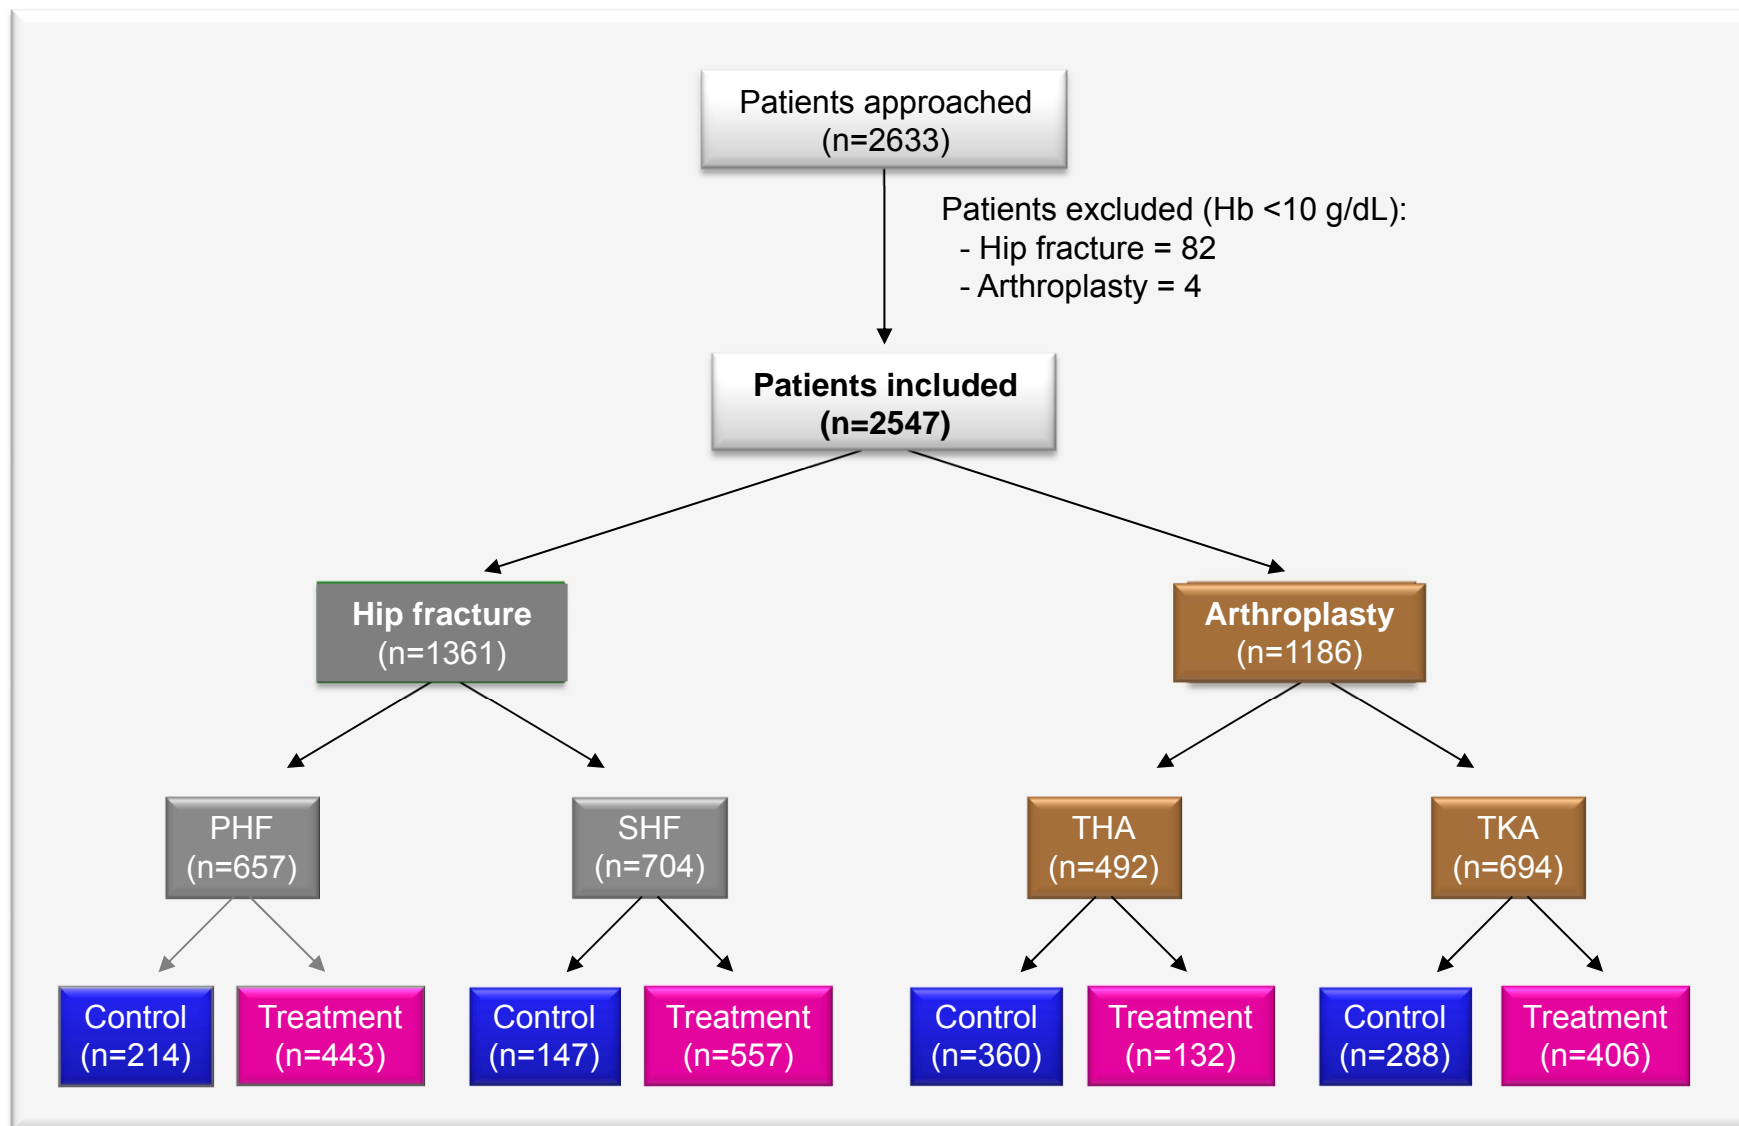 Patients approached
(n=2633)
Patients excluded (Hb <10 g/dL):
- Hip fracture = 82
- Arthroplasty = 4
Patients included
(n=2547)
Hip fracture
(n=1361)
Arthroplasty
(n=1186)
PHF
(n=657)
SHF
(n=704)
THA
(n=492)
TKA
(n=694)
Control
(n=214)
Treatment
(n=443)
Control
(n=147)
Treatment
(n=557)
Control
(n=360)
Treatment
(n=132)
Control
(n=288)
Treatment
(n=406)